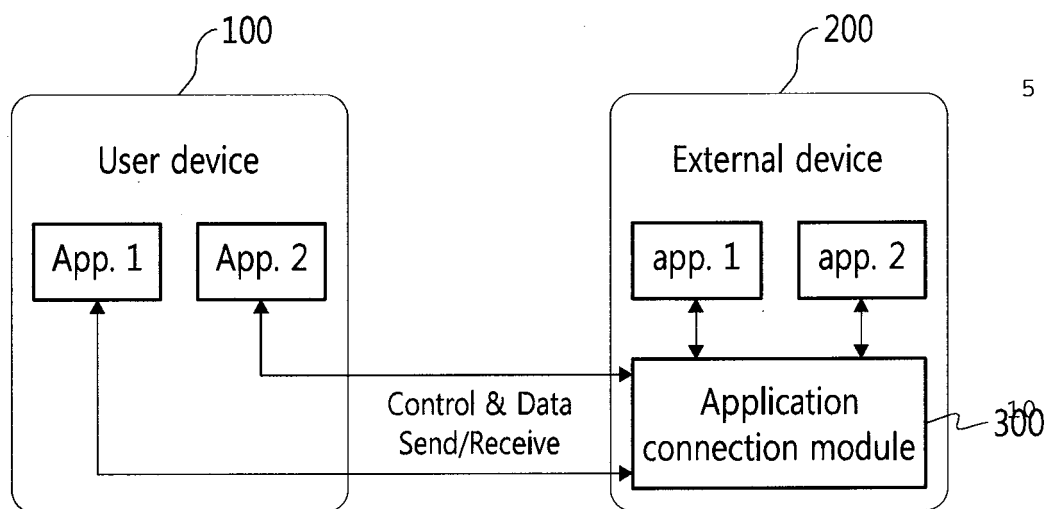 100
200
5
User device
External device
App. 1
App. 2
app. 1
app. 2
Control & Data
Send/Receive
Application
connection module
10
300